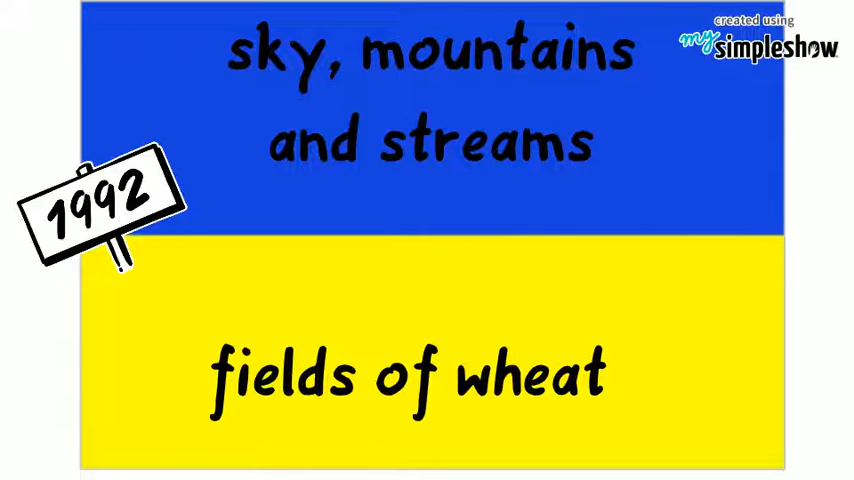 created using
my simpleshow
sky, mountains
and streams
1992
fields of wheat